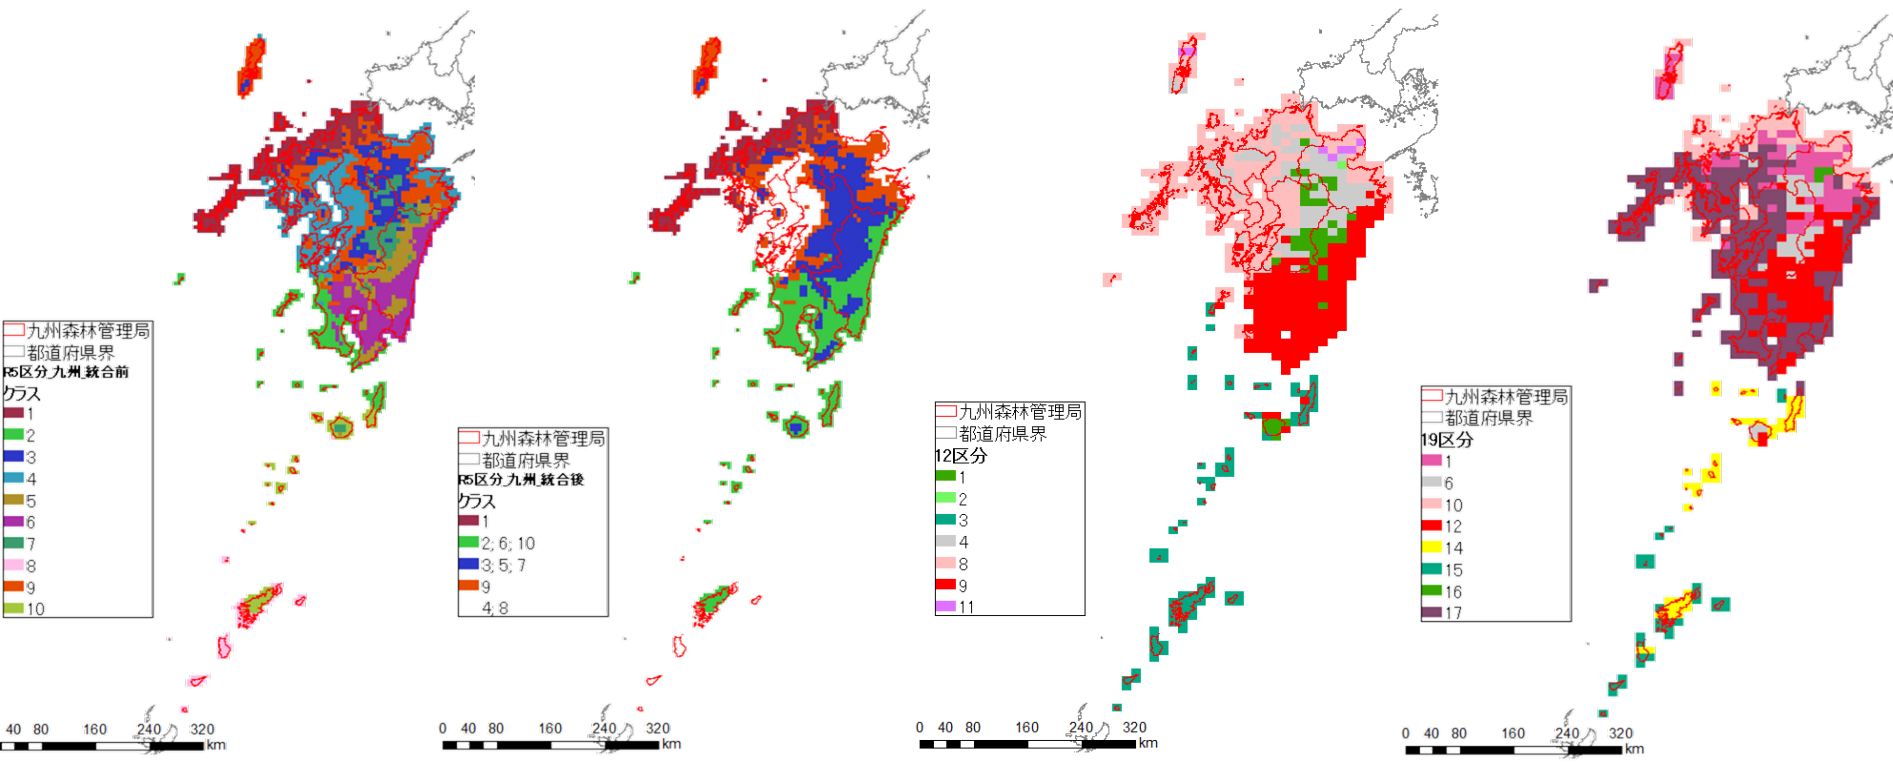 九州森林管理局
都道府県界
R5区分_九州_統合前
クラス
1
2
3
4
5
6
7
8
9
10
40 80 160 240 320
km
九州森林管理局
都道府県界
R5区分_九州_統合後
クラス
1
2; 6; 10
3; 5; 7
9
4; 8
0 40 80 160 240 320
km
九州森林管理局
都道府県界
12区分
1
2
3
4
8
9
11
0 40 80 160 240 320
km
九州森林管理局
都道府県界
19区分
1
6
10
12
14
15
16
17
0 40 80 160 240 320
km